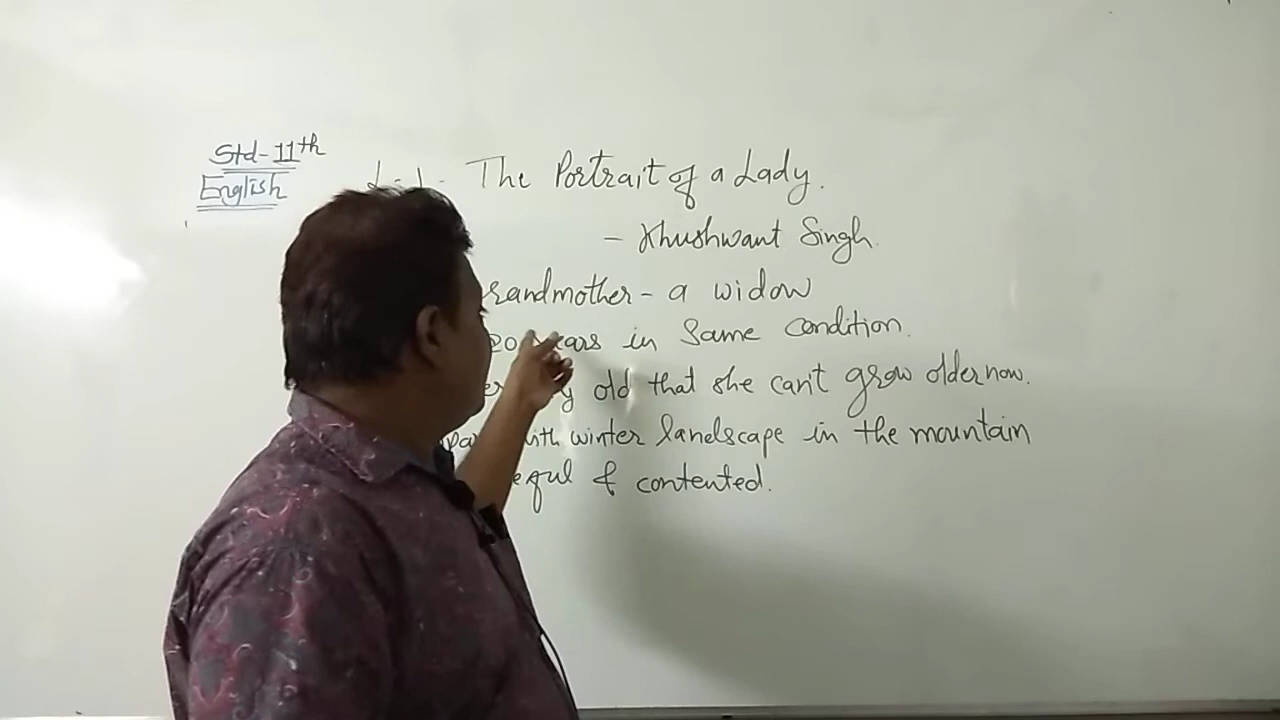 Std-11th
English
The Portrait of a Lady.
- Khushwant Singh.
randmother - a widow
20 years in same condition.
old that she can't grow older now.
with winter landscape in the mountain
& contented.